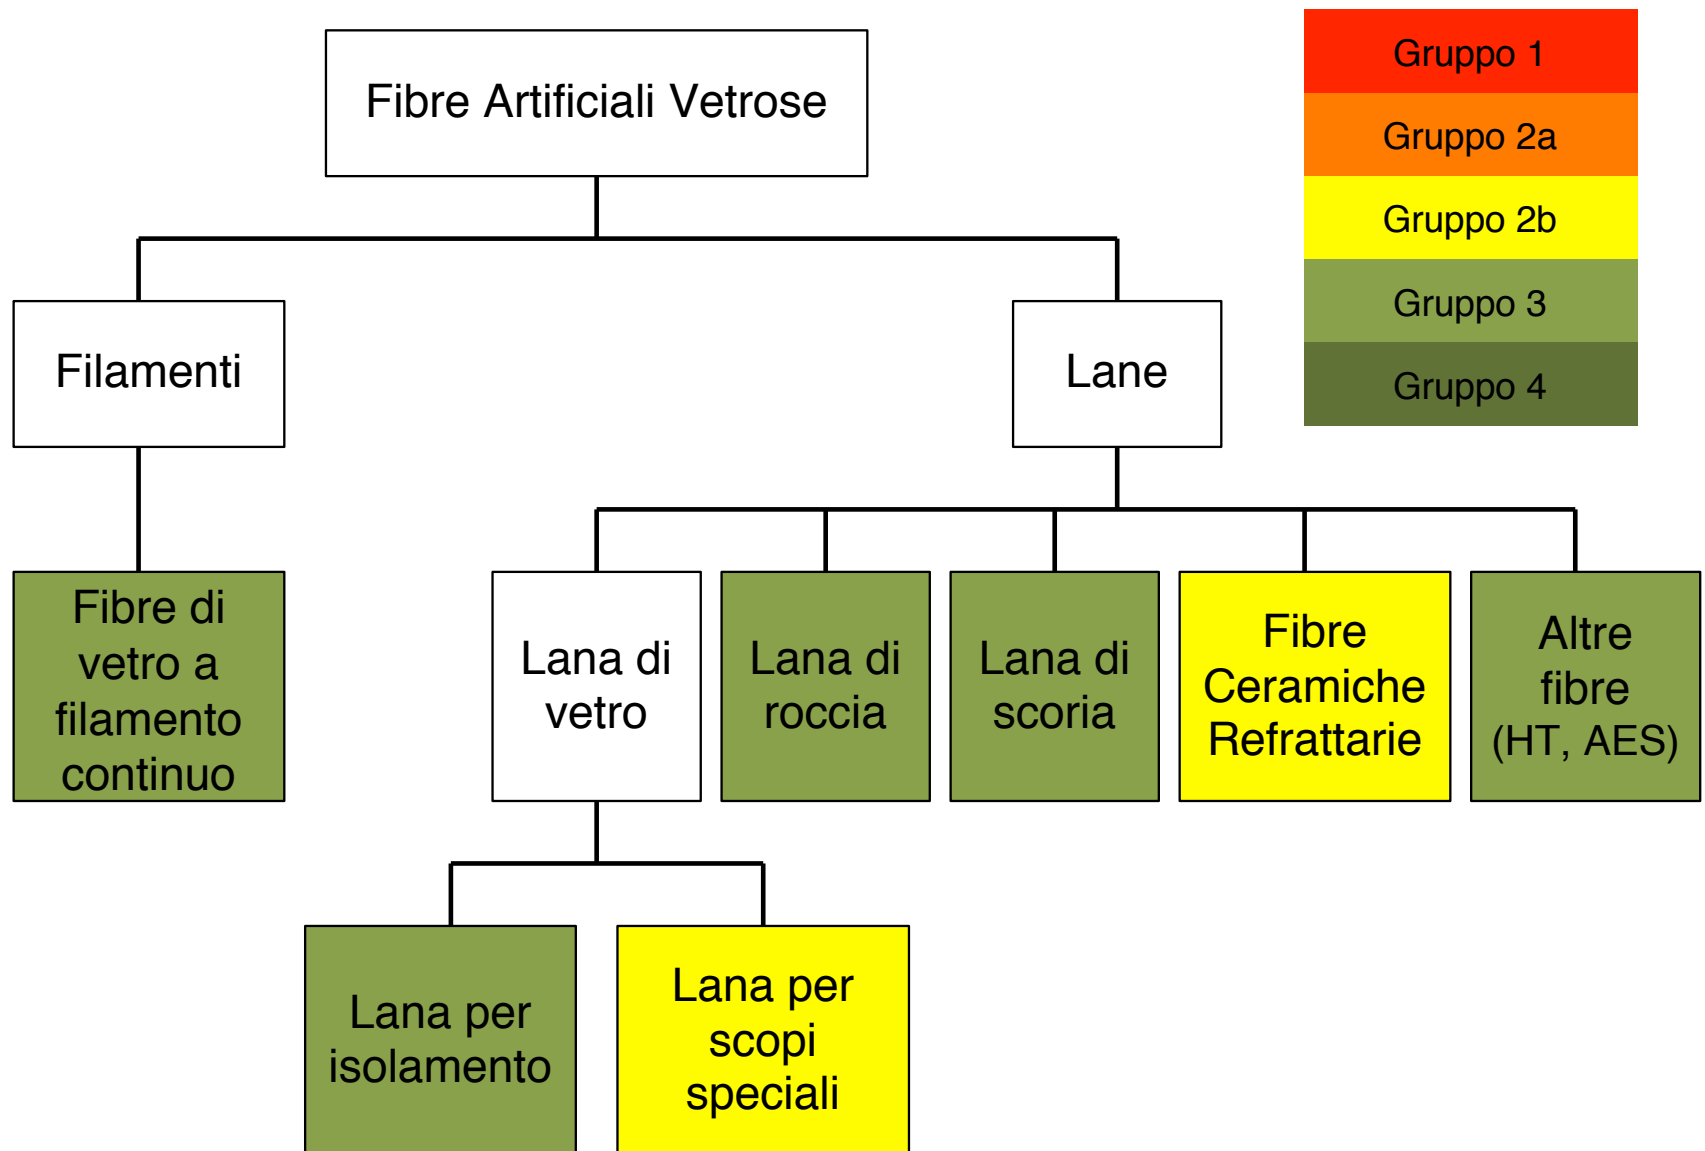 Fibre Artificiali Vetrose
Gruppo 1
Gruppo 2a
Gruppo 2b
Gruppo 3
Gruppo 4
Filamenti
Lane
Fibre di
vetro a
filamento
continuo
Lana di
vetro
Lana di
roccia
Lana di
scoria
Fibre
Ceramiche
Refrattarie
Altre
fibre
(HT, AES)
Lana per
isolamento
Lana per
scopi
speciali